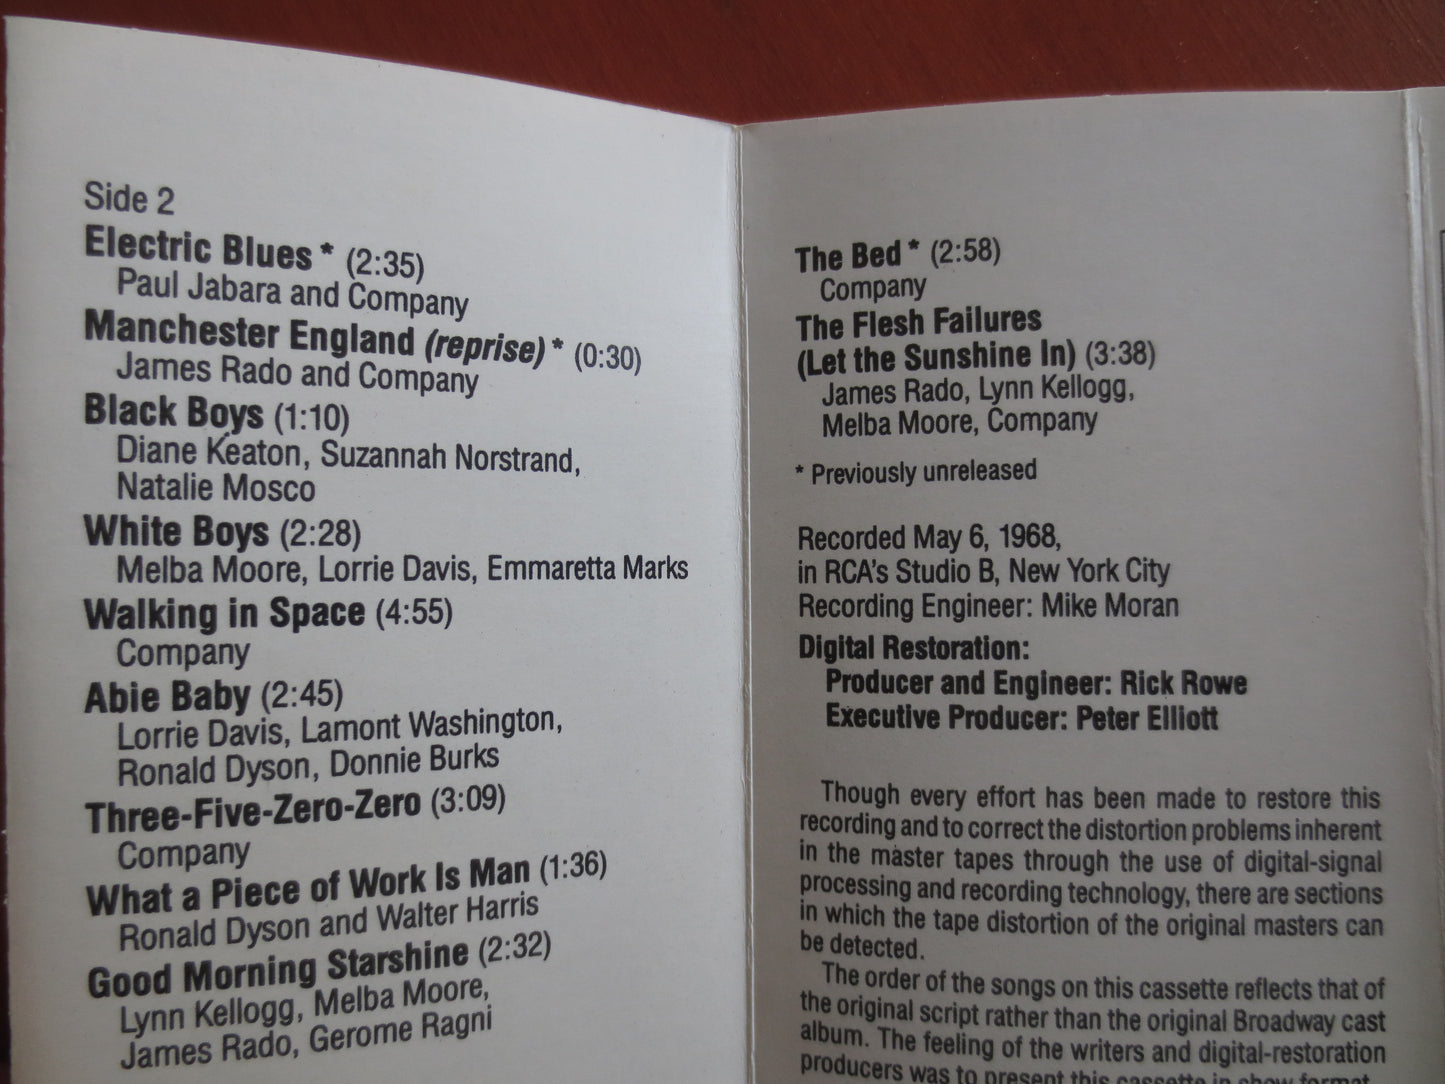 Side 2
Electric Blues * (2:35)
Paul Jabara and Company
Manchester England (reprise) * (0:30)
James Rado and Company
Black Boys (1:10)
Diane Keaton, Suzannah Norstrand,
Natalie Mosco
White Boys (2:28)
Melba Moore, Lorrie Davis, Emmaretta Marks
Walking in Space (4:55)
Company
Abie Baby (2:45)
Lorrie Davis, Lamont Washington,
Ronald Dyson, Donnie Burks
Three-Five-Zero-Zero (3:09)
Company
What a Piece of Work Is Man (1:36)
Ronald Dyson and Walter Harris
Good Morning Starshine (2:32)
Lynn Kellogg, Melba Moore,
James Rado, Gerome Ragni
The Bed * (2:58)
Company
The Flesh Failures
(Let the Sunshine In) (3:38)
James Rado, Lynn Kellogg,
Melba Moore, Company
* Previously unreleased
Recorded May 6, 1968,
in RCA's Studio B, New York City
Recording Engineer: Mike Moran
Digital Restoration:
Producer and Engineer: Rick Rowe
Executive Producer: Peter Elliott
Though every effort has been made to restore this
recording and to correct the distortion problems inherent
in the master tapes through the use of digital-signal
processing and recording technology, there are sections
in which the tape distortion of the original masters can
be detected.
The order of the songs on this cassette reflects that of
the original script rather than the original Broadway cast
album. The feeling of the writers and digital-restoration
producers was to present this cassette in show format